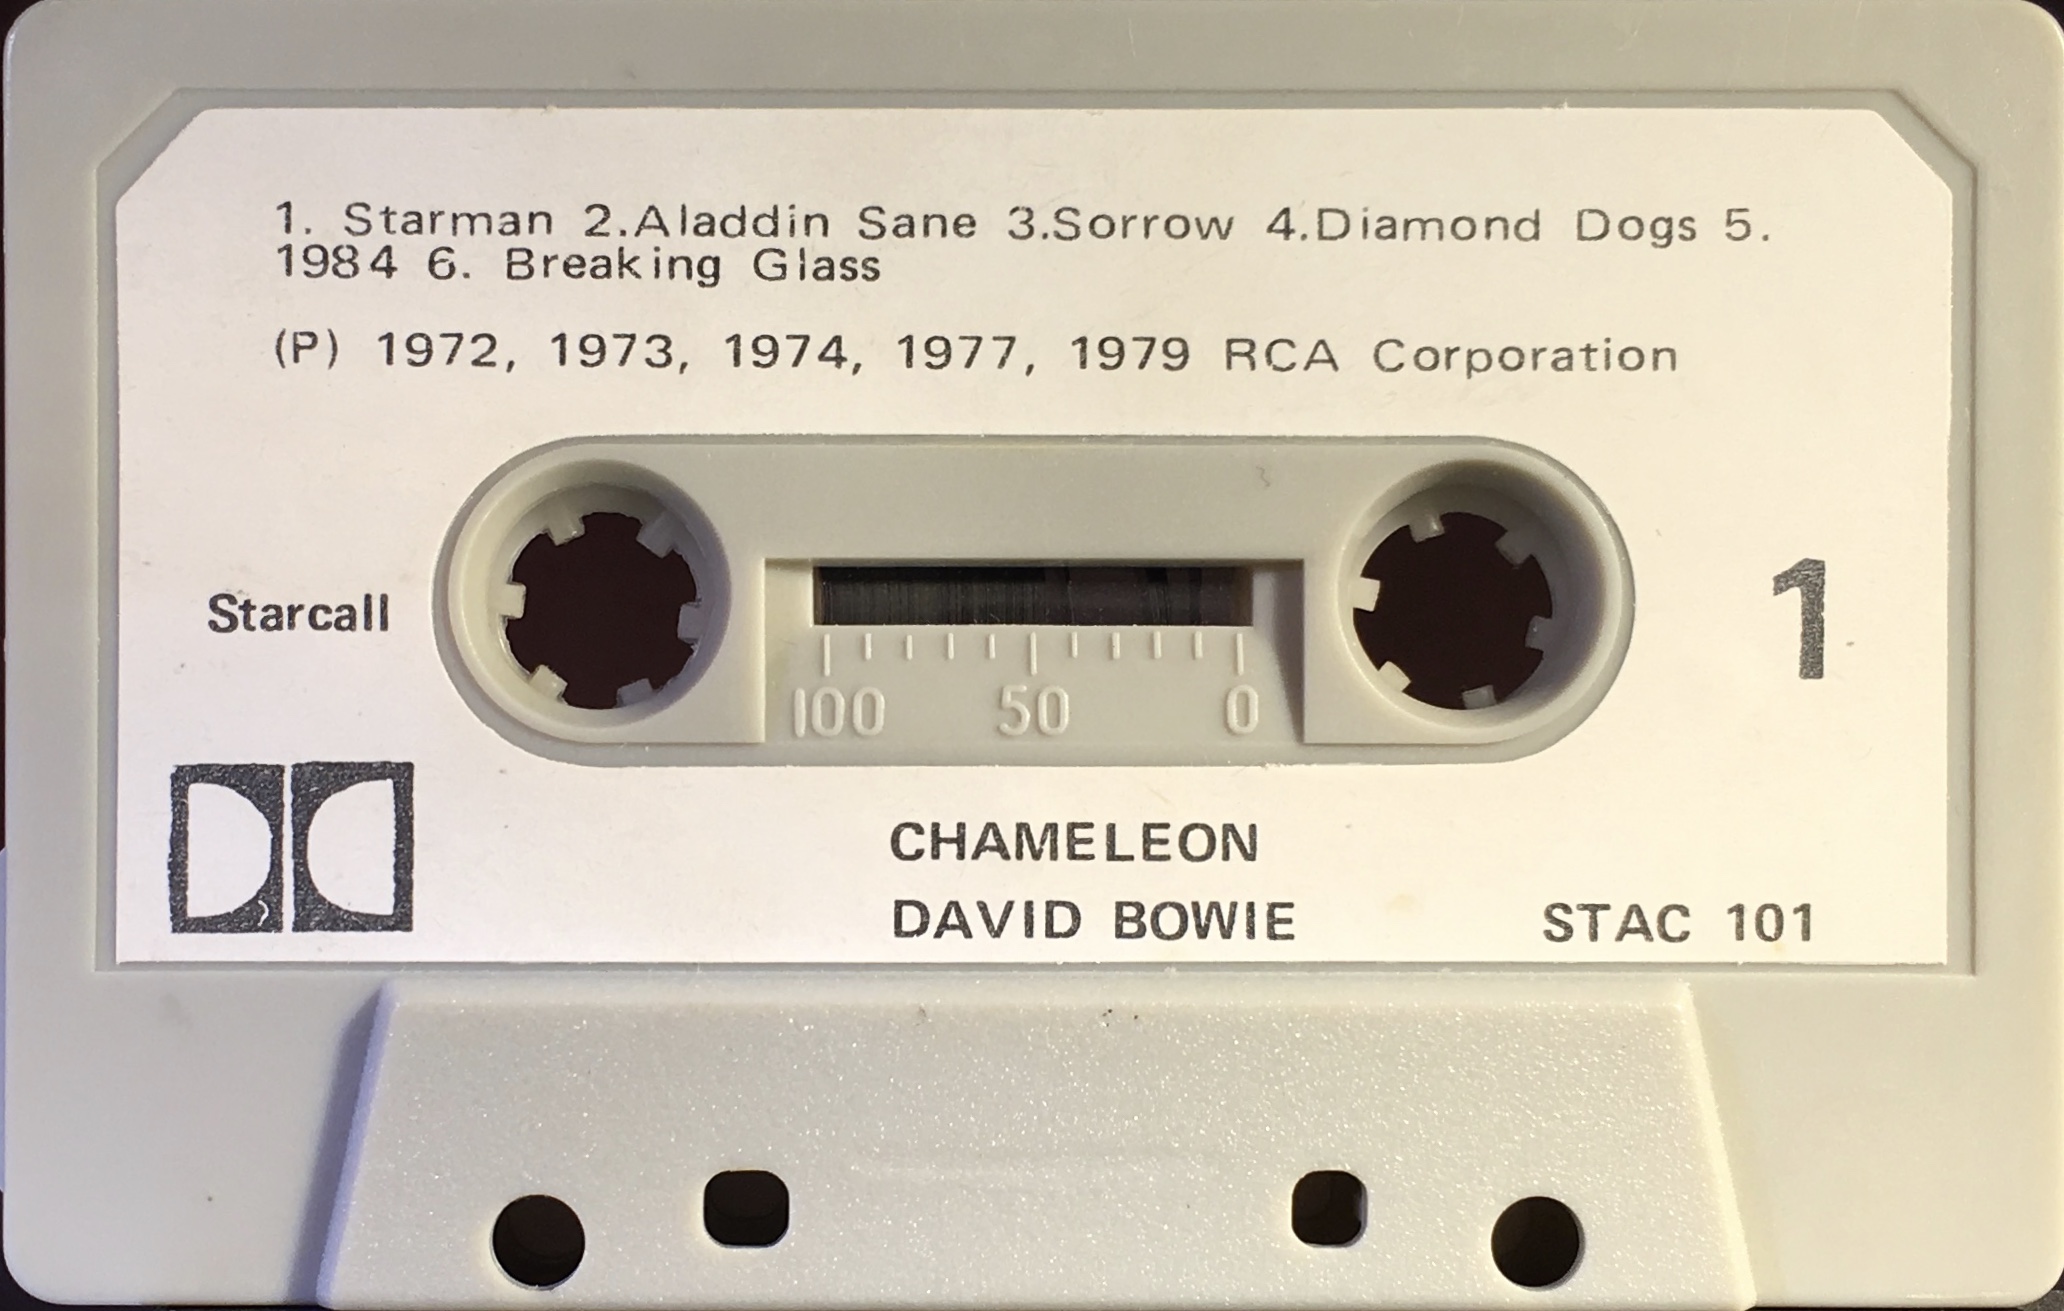 1. Starman 2.Aladdin Sane 3.Sorrow 4.Diamond Dogs 5.
1984 6. Breaking Glass
(P) 1972, 1973, 1974, 1977, 1979 RCA Corporation
Starcall
1
100 50 0
CHAMELEON
DAVID BOWIE
STAC 101